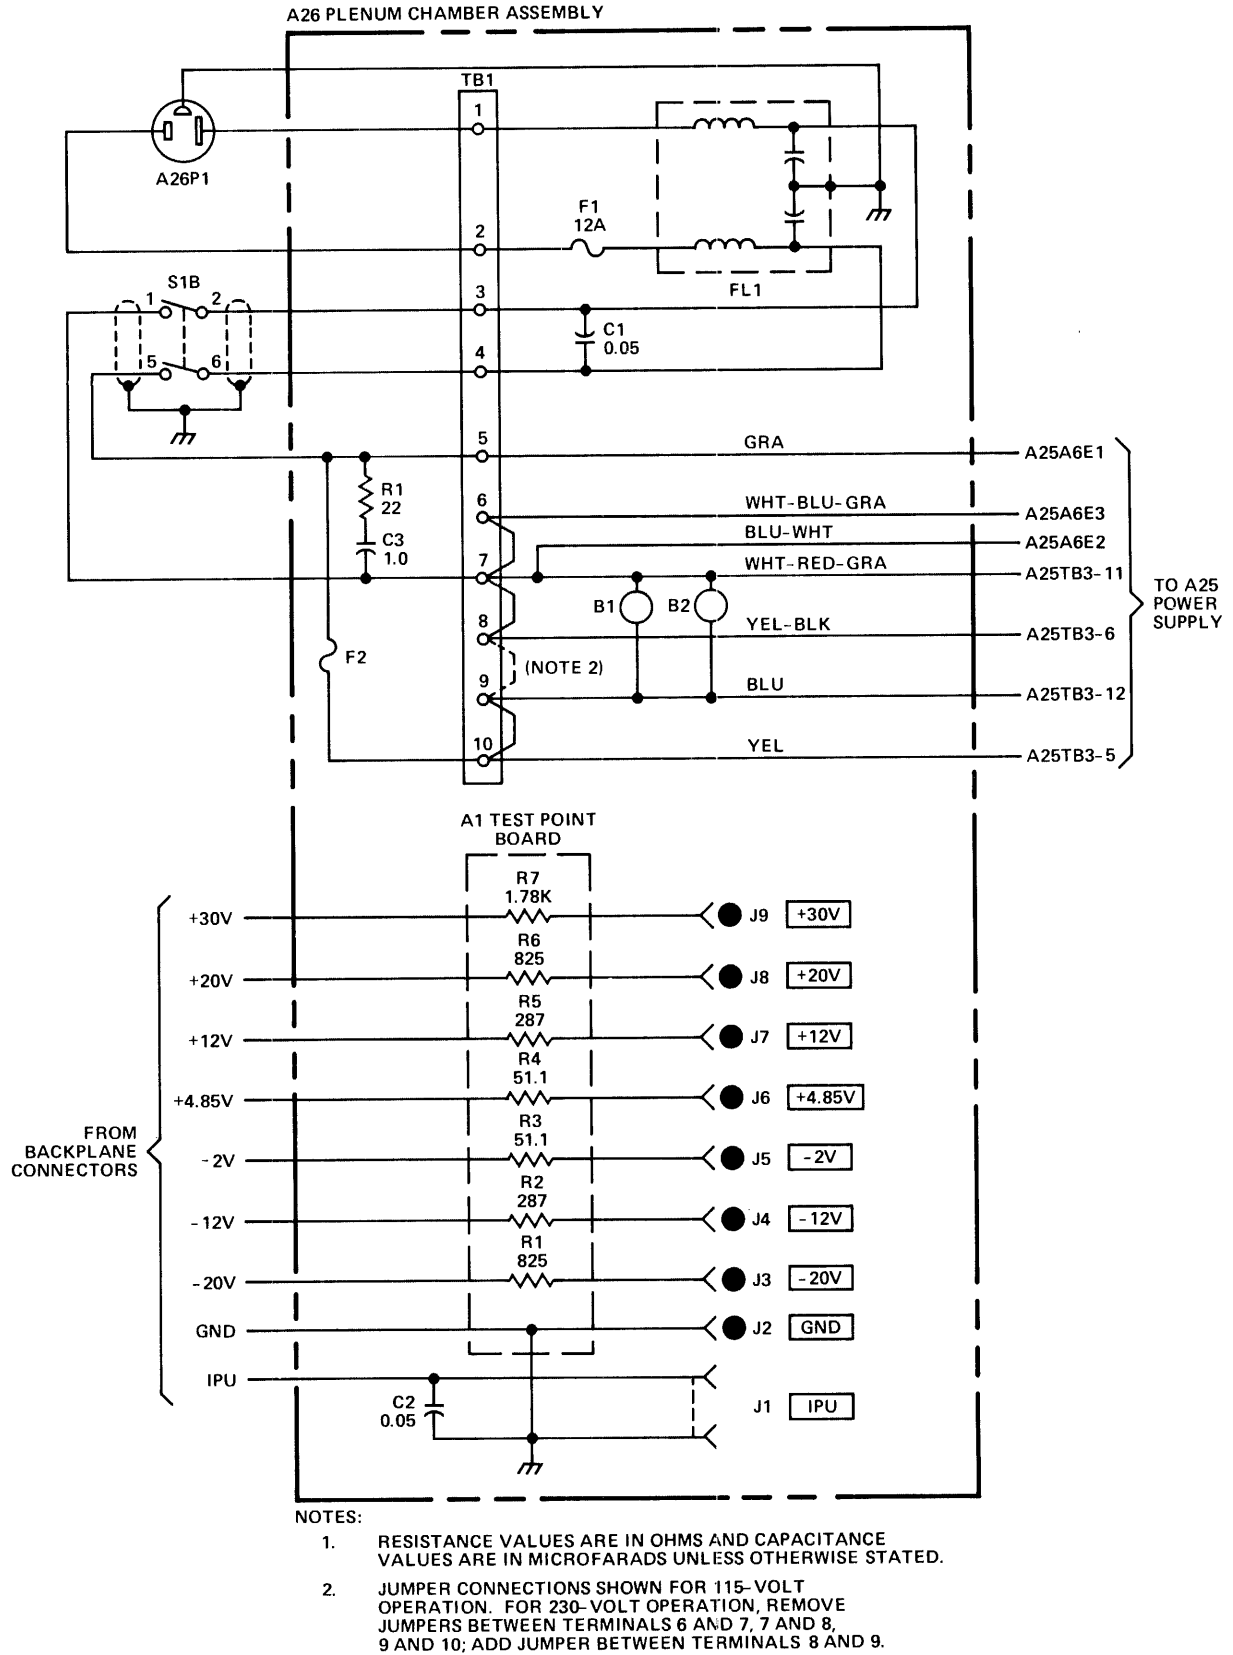 A26 PLENUM CHAMBER ASSEMBLY
TB1
1
A26P1
F1
12A
2
FL1
S1B
1
2
3
C1
0.05
5
6
4
5
GRA
A25A6E1
R1
22
6
WHT-BLU-GRA
A25A6E3
BLU-WHT
A25A6E2
C3
1.0
7
WHT-RED-GRA
A25TB3-11
B1
B2
TO A25
POWER
SUPPLY
8
YEL-BLK
A25TB3-6
F2
(NOTE 2)
9
BLU
A25TB3-12
10
YEL
A25TB3-5
A1 TEST POINT
BOARD
R7
1.78K
+30V
J9
+30V
R6
825
+20V
J8
+20V
R5
287
+12V
J7
+12V
R4
51.1
+4.85V
J6
+4.85V
FROM
BACKPLANE
CONNECTORS
R3
51.1
-2V
J5
-2V
R2
287
-12V
J4
-12V
R1
825
-20V
J3
-20V
GND
J2
GND
IPU
C2
0.05
J1
IPU
NOTES:
1. RESISTANCE VALUES ARE IN OHMS AND CAPACITANCE
VALUES ARE IN MICROFARADS UNLESS OTHERWISE STATED.
2. JUMPER CONNECTIONS SHOWN FOR 115-VOLT
OPERATION. FOR 230-VOLT OPERATION, REMOVE
JUMPERS BETWEEN TERMINALS 6 AND 7, 7 AND 8,
9 AND 10; ADD JUMPER BETWEEN TERMINALS 8 AND 9.